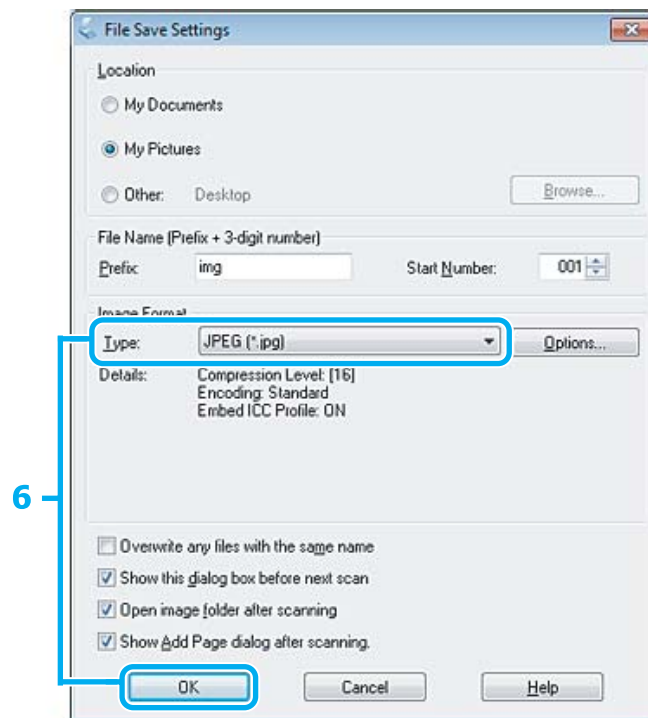 File Save Settings
Location
My Documents
My Pictures
Other: Desktop Browse...
File Name (Prefix + 3-digit number)
Prefix img Start Number: 001
Image Format
Type: JPEG (*.jpg) Options...
Details: Compression Level: [16]
Encoding: Standard
Embed ICC Profile: ON
6
Overwrite any files with the same name
Show this dialog box before next scan
Open image folder after scanning
Show Add Page dialog after scanning.
OK Cancel Help